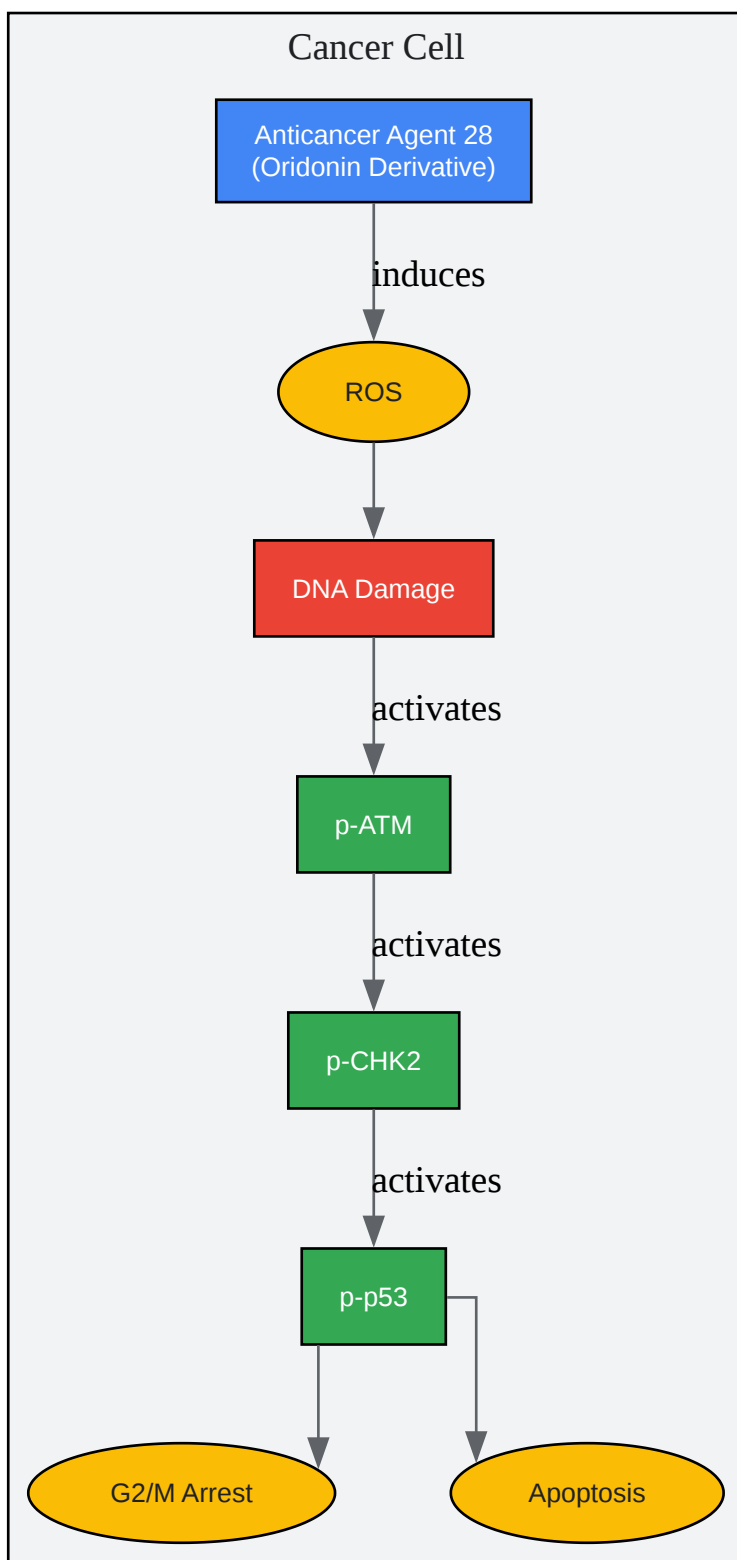 Cancer Cell
Anticancer Agent 28
(Oridonin Derivative)
induces
ROS
DNA Damage
activates
p-ATM
activates
p-CHK2
activates
p-p53
G2/M Arrest
Apoptosis